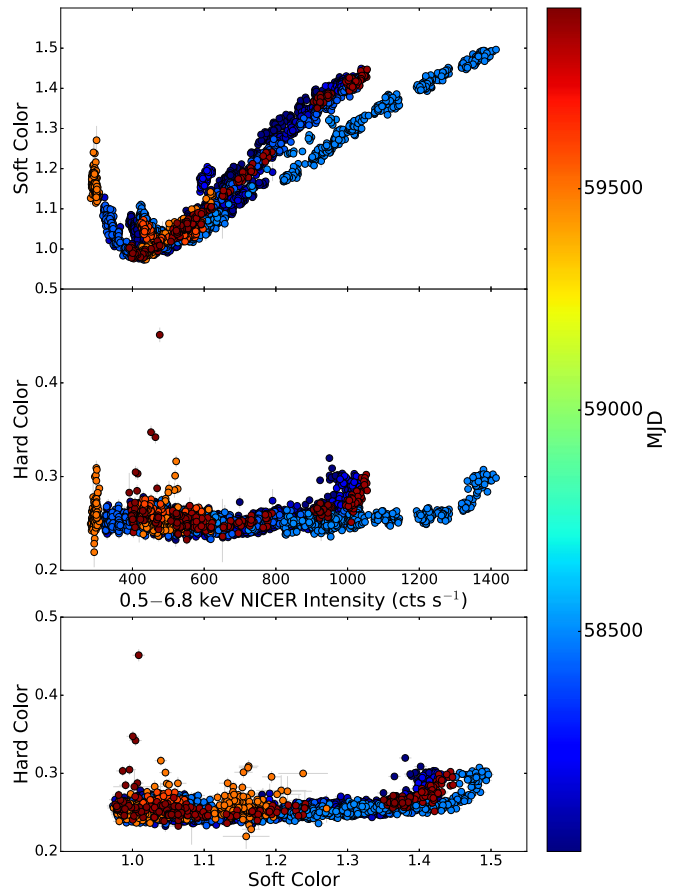 1.5
1.4
1.3
1.2
1.1
1.0
Soft Color
0.5
0.4
0.3
0.2
Hard Color
400 600 800 1000 1200 1400
0.5−6.8 keV NICER Intensity (cts s⁻¹)
0.5
0.4
0.3
0.2
Hard Color
1.0 1.1 1.2 1.3 1.4 1.5
Soft Color
59500
59000
58500
MJD